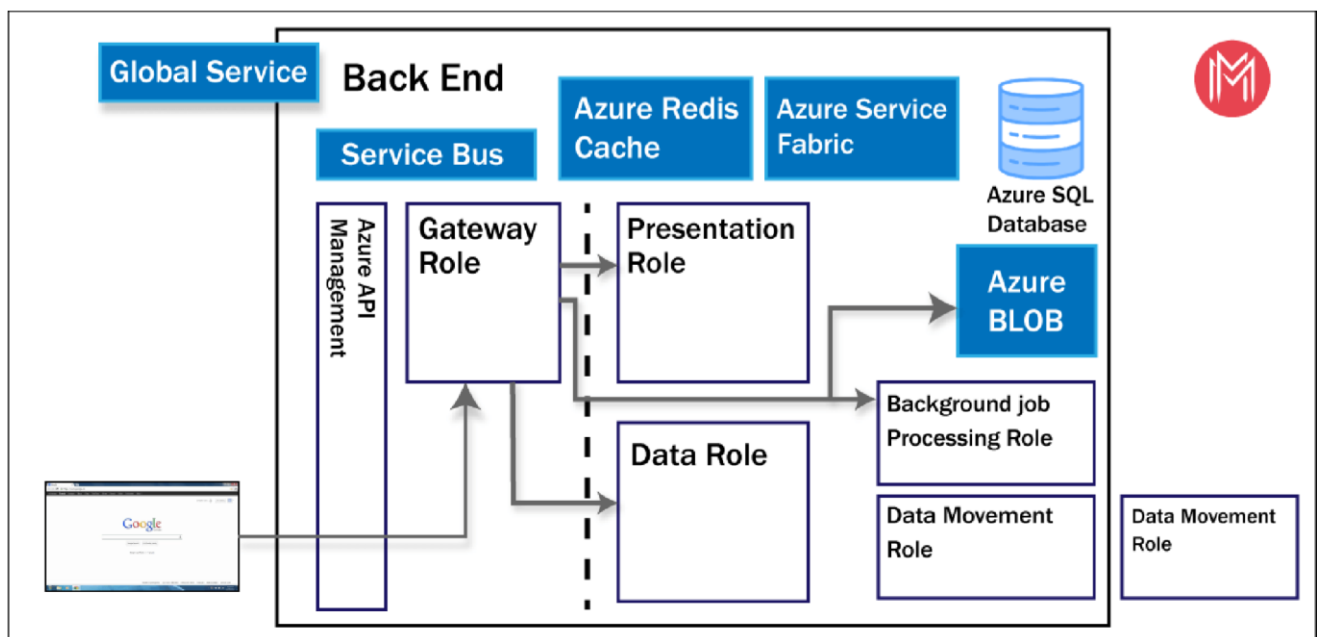 Global Service
Back End
Service Bus
Azure Redis
Cache
Azure Service
Fabric
Azure SQL
Database
Azure API
Management
Gateway
Role
Presentation
Role
Azure
BLOB
Background job
Processing Role
Data Role
Data Movement
Role
Data Movement
Role
Google